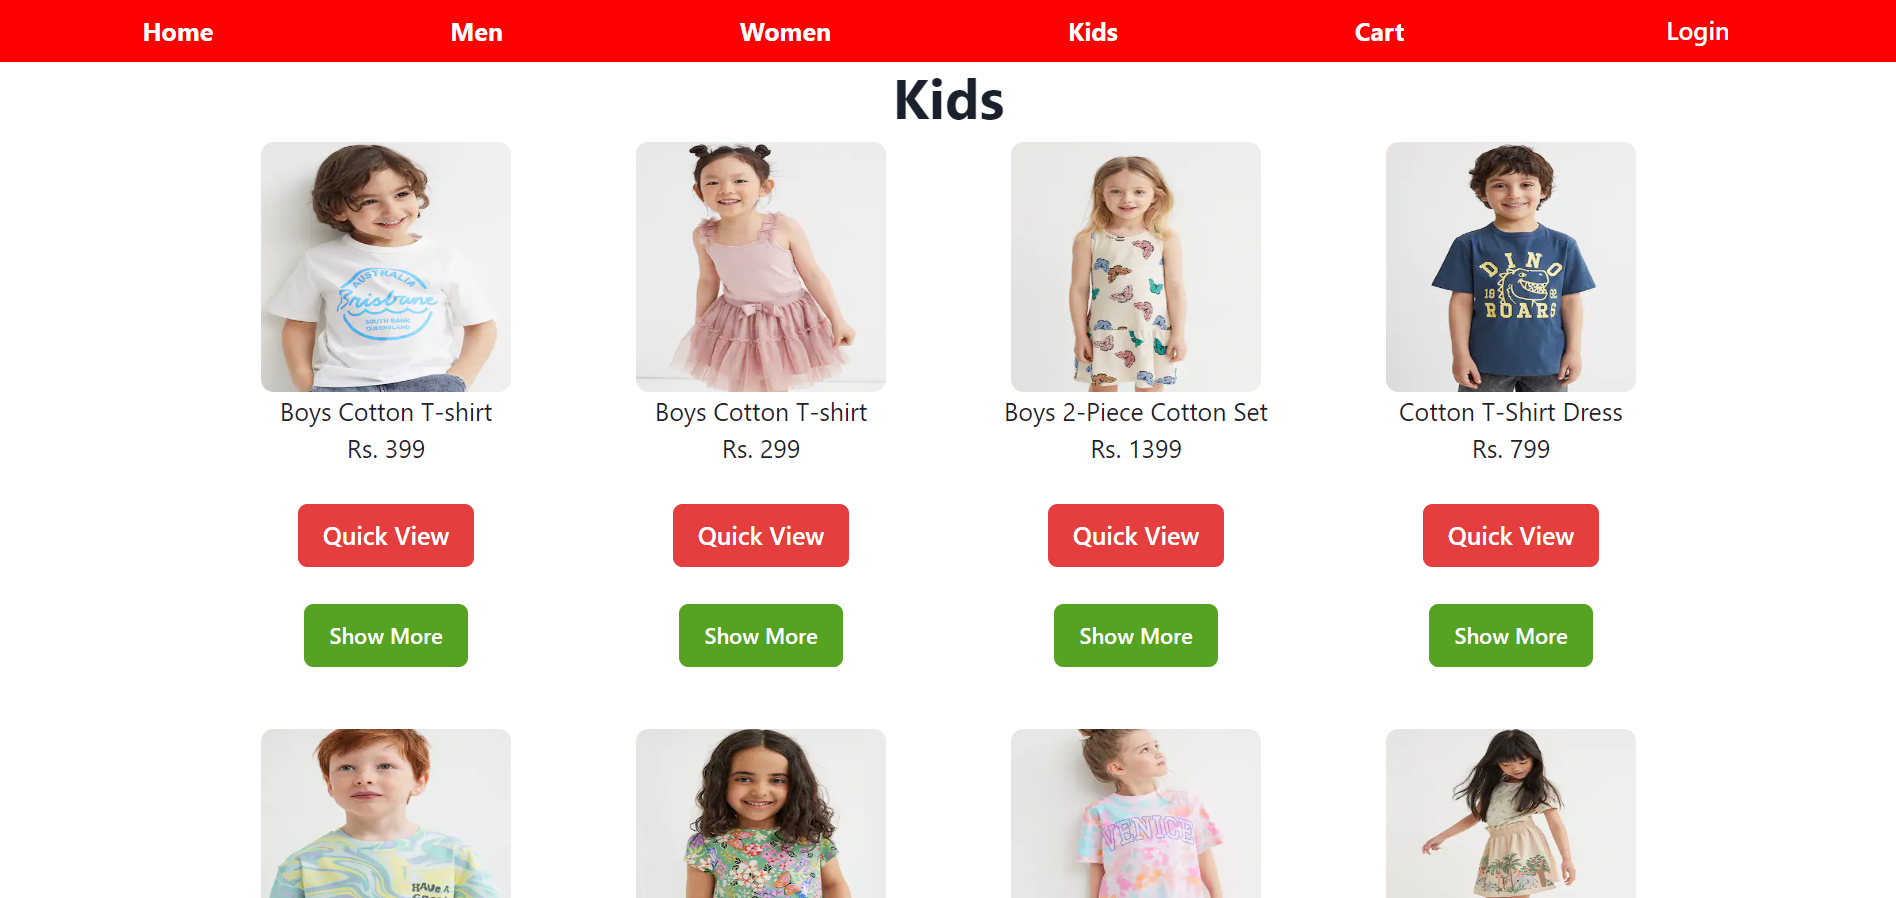 Home Men Women Kids Cart Login
Kids
AUSTRALIA
Brisbane
SOUTH BANK
QUEENSLAND
DINO
19 92
ROARS
Boys Cotton T-shirt
Rs. 399
Boys Cotton T-shirt
Rs. 299
Boys 2-Piece Cotton Set
Rs. 1399
Cotton T-Shirt Dress
Rs. 799
Quick View Quick View Quick View Quick View
Show More Show More Show More Show More
HAVE A
VENICE